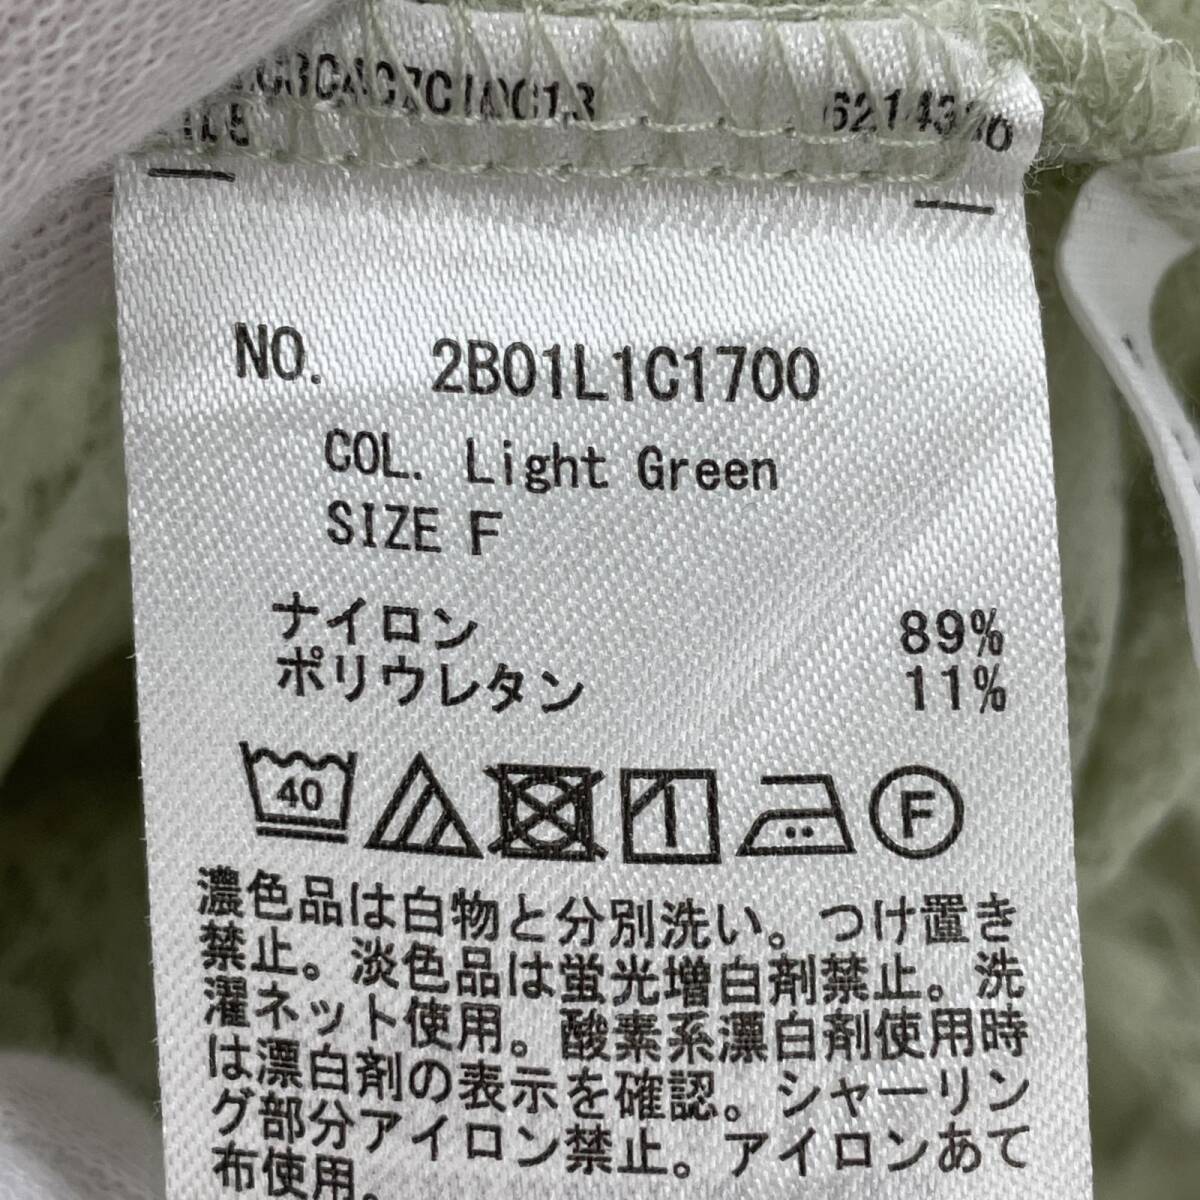 NO. 2B01L1C1700
COL. Light Green
SIZE F
ナイロン 89%
ポリウレタン 11%
40
F
濃色品は白物と分別洗い。つけ置き
禁止。淡色品は蛍光増白剤禁止。洗
濯ネット使用。酸素系漂白剤使用時
は漂白剤の表示を確認。シャーリン
グ部分アイロン禁止。アイロンあて
布使用。